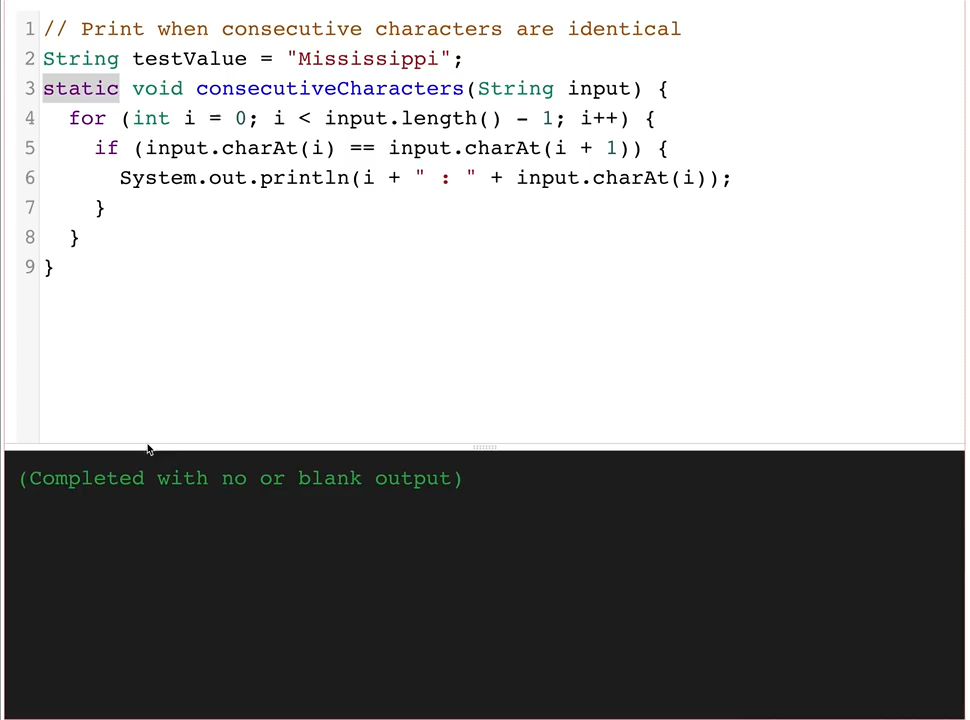 1 // Print when consecutive characters are identical
2 String testValue = "Mississippi";
3 static void consecutiveCharacters(String input) {
4   for (int i = 0; i < input.length() - 1; i++) {
5     if (input.charAt(i) == input.charAt(i + 1)) {
6       System.out.println(i + " : " + input.charAt(i));
7     }
8   }
9 }
(Completed with no or blank output)